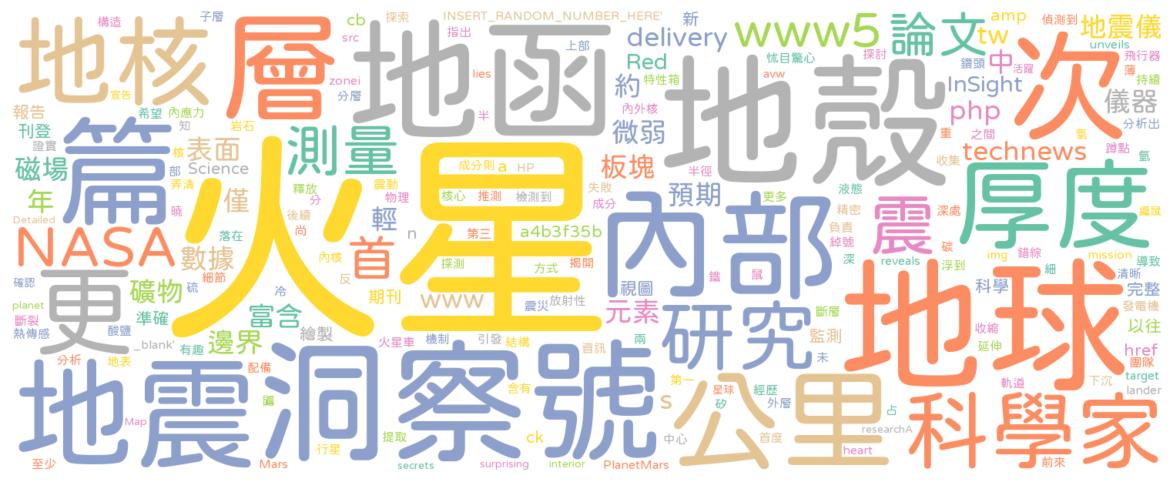 構造 子層 cb 探索 INSERT_RANDOM_NUMBER_HERE' 新 www5 論文 amp 偵測到 地震儀
地核 層 src 指出 地函 上部 delivery tw unveils
Red 怵目驚心 探討 鑽頭 中 活躍 飛行器
宣告 zonei lies 約 特性箱 avw InSight 次 薄 持續
報告 希望 內應力 分層 半 內外核 地殼 php 儀器
刊登 篇 知 岩石 測量 微弱 重 之間 氧 分析出
證實 核 表面 成分則 a HP 板塊 半徑 收集 technews 蹲點 氫
磁場 部 Science 釋放 震動 失敗 預期 更多 液態 厚度
年 弄清 僅 分 物理 核心 推測 檢測到 成分 精密 深處 鐵
Detailed 曉 後續 火星 內部 負責 震
NASA 落在 輕 n 第三 a4b3f35b 綽號 碳 img 錯綜 mission
數據 尚 首 探測 方式 揭開 深 reveals 浮到 細 導致
確認 更 細節 內核 反 鐵 鼠 科學 清晰
planet 礦物 硫 冷 期刊 www 震災 放射性 視圖 地球 完整
斷裂 準確 富含 元素 斷層 發電機
熱傳感 酸鹽 繪製 監測 收縮 以往
_blank' 有趣 邊界 火星車 機制 引發 結構 資訊 兩 研究 未 延伸 href
分析 地表 配備 第一 星球 經歷 軌道 下沉 團隊
地震洞察號 含有 s 公里 矽 外層 占 科學家 target
lander
Map 提取 ck 中心 首度 researchA
行星 heart
至少 Mars secrets surprising interior PlanetMars 前來